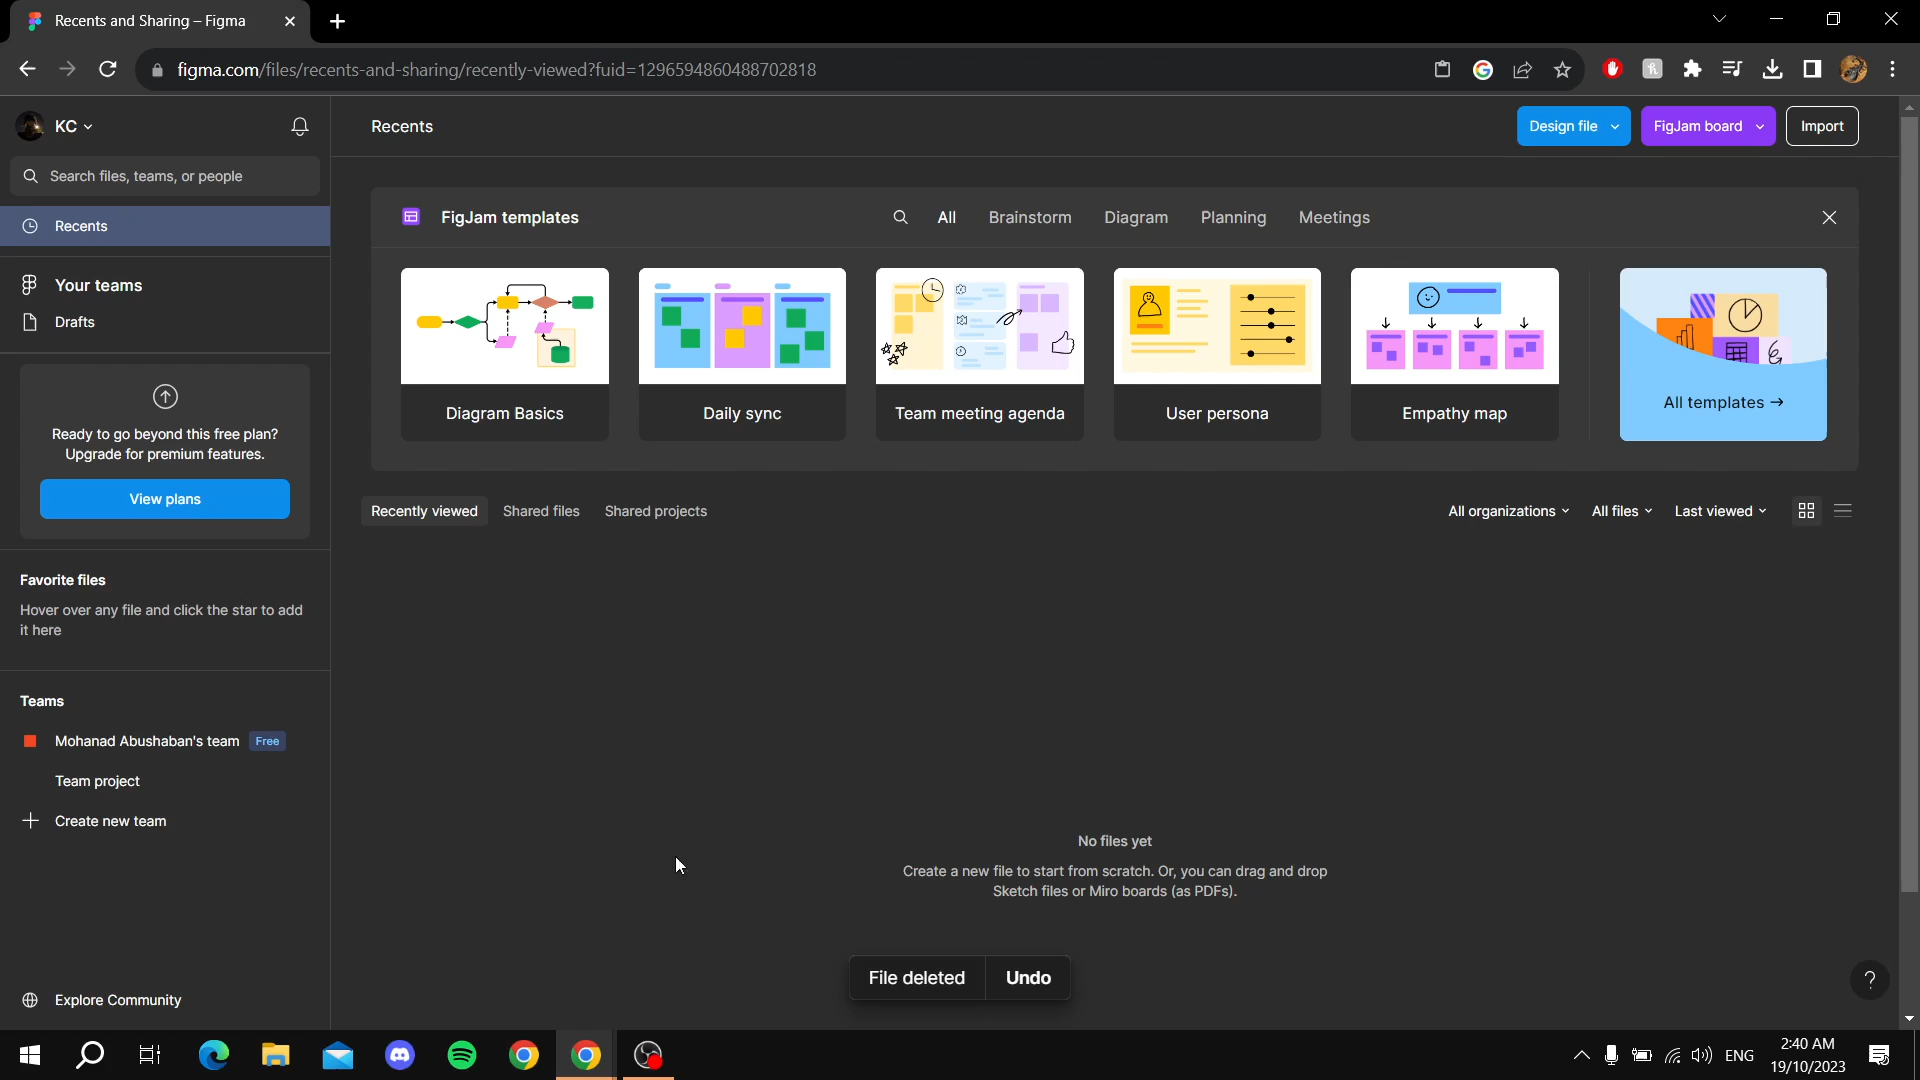 Recents and Sharing – Figma
figma.com/files/recents-and-sharing/recently-viewed?fuid=1296594860488702818
KC
Recents
Design file
FigJam board
Import
Search files, teams, or people
Recents
FigJam templates
All
Brainstorm
Diagram
Planning
Meetings
Your teams
Drafts
Diagram Basics
Daily sync
Team meeting agenda
User persona
Empathy map
All templates →
Ready to go beyond this free plan?
Upgrade for premium features.
View plans
Recently viewed
Shared files
Shared projects
All organizations
All files
Last viewed
Favorite files
Hover over any file and click the star to add
it here
Teams
Mohanad Abushaban's team
Free
Team project
Create new team
No files yet
Create a new file to start from scratch. Or, you can drag and drop
Sketch files or Miro boards (as PDFs).
File deleted
Undo
?
Explore Community
ENG
2:40 AM
19/10/2023